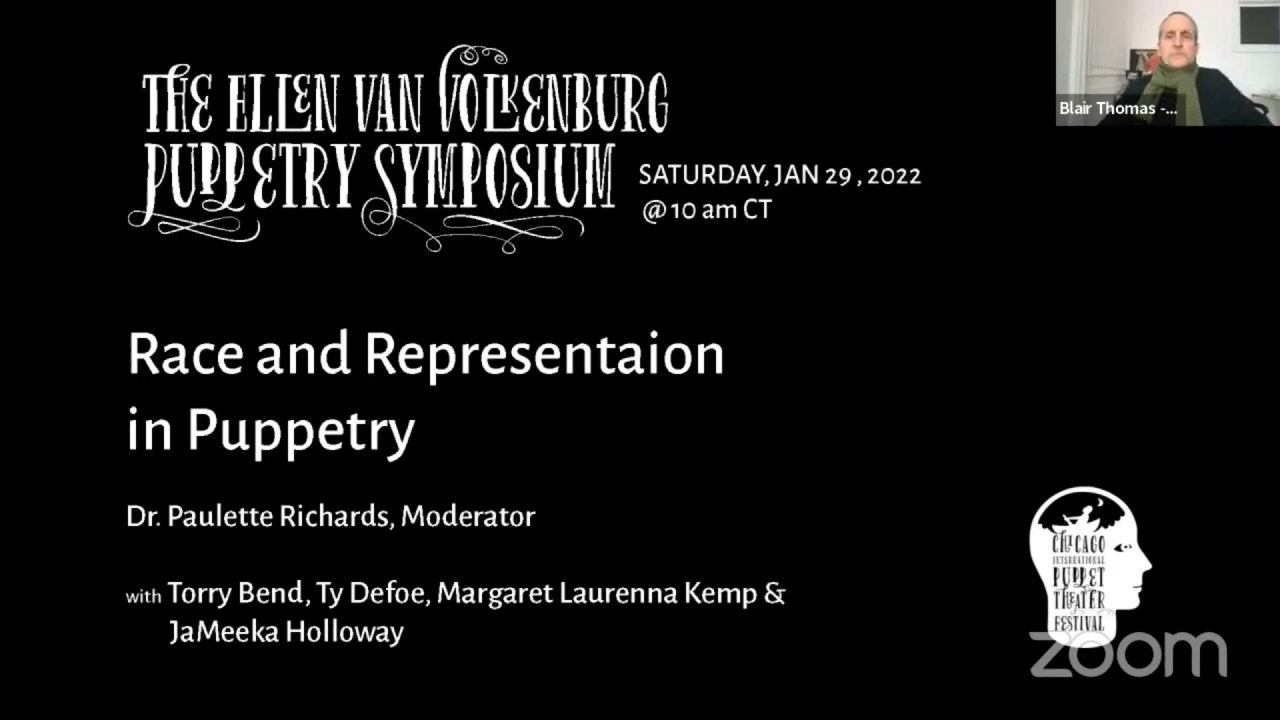 THE ELLEN VAN VOLKENBURG
PUPPETRY SYMPOSIUM
SATURDAY, JAN 29, 2022
@ 10 am CT
Blair Thomas -...
Race and Representaion
in Puppetry
Dr. Paulette Richards, Moderator
with Torry Bend, Ty Defoe, Margaret Laurenna Kemp &
JaMeeka Holloway
CHICAGO
INTERNATIONAL
PUPPET
THEATER
FESTIVAL
zoom